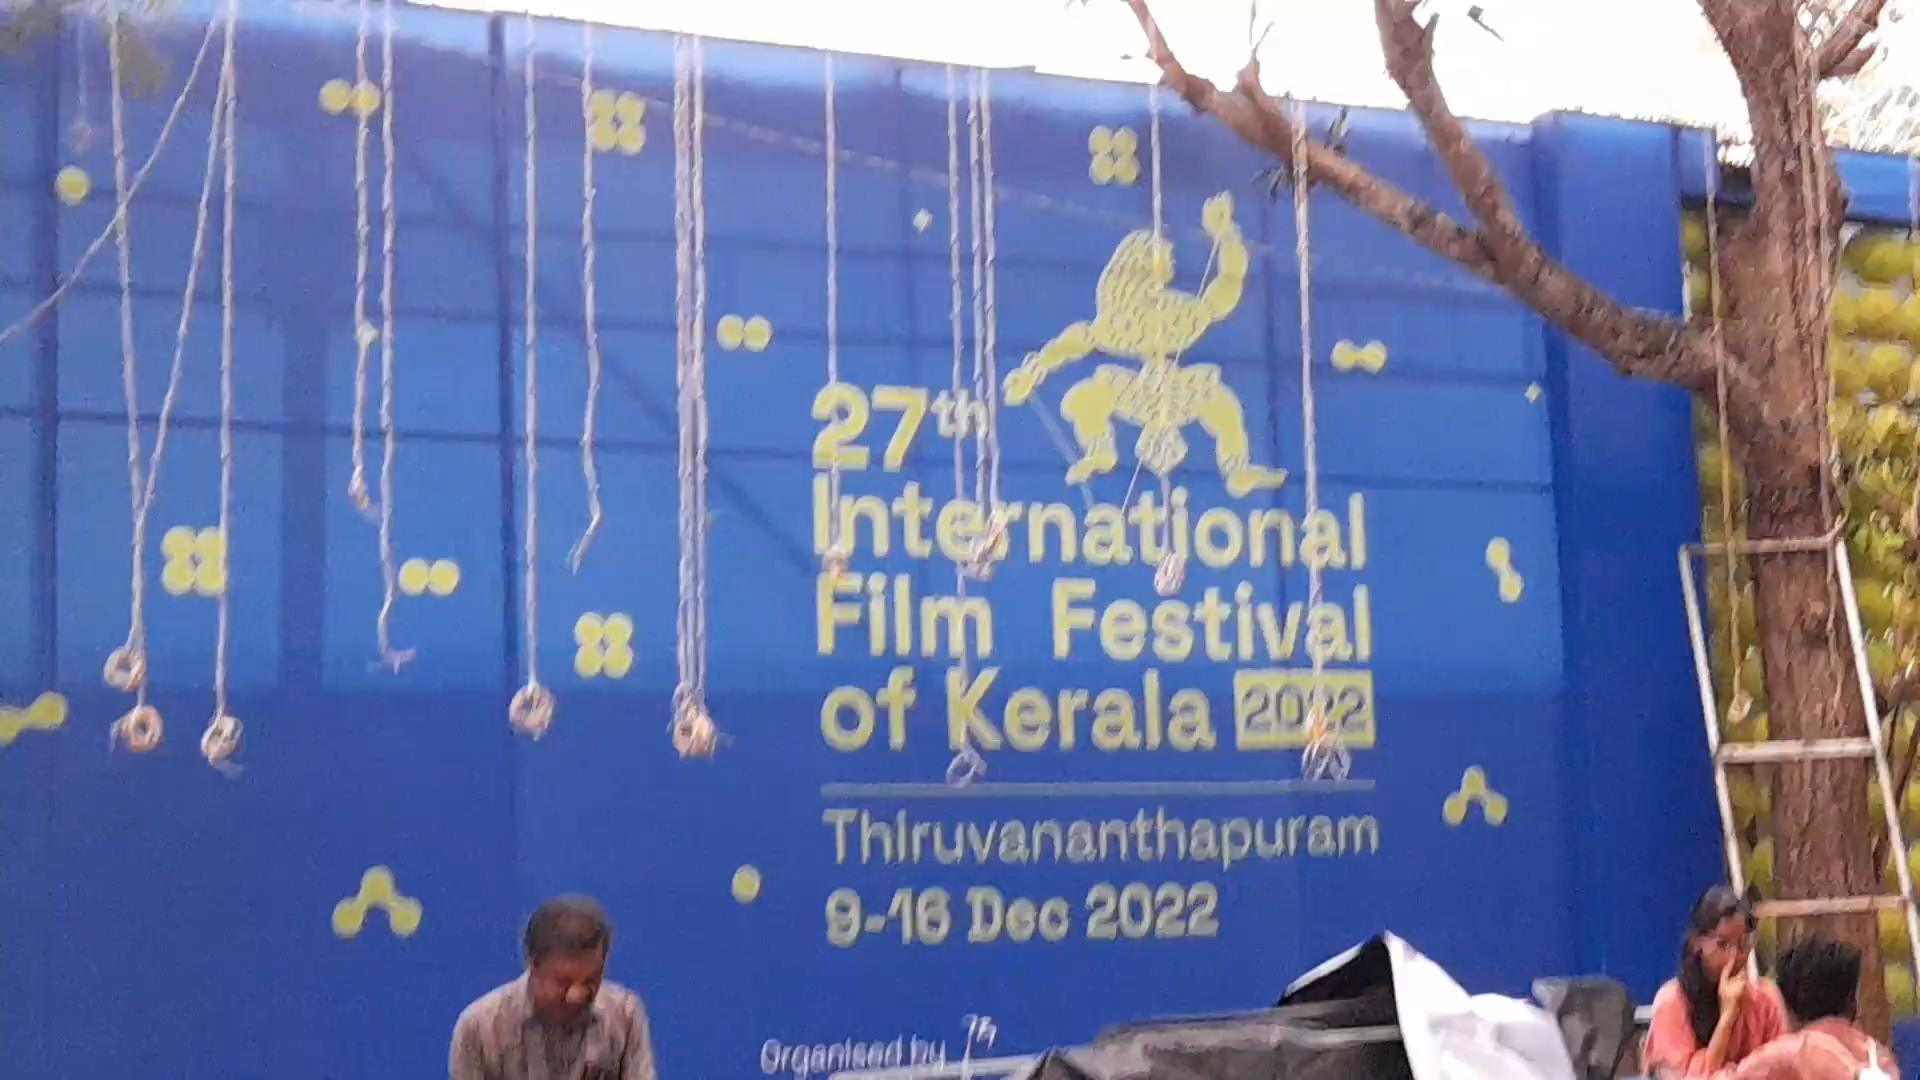 27th
International
Film Festival
of Kerala 2022
Thiruvananthapuram
9-16 Dec 2022
Organised by